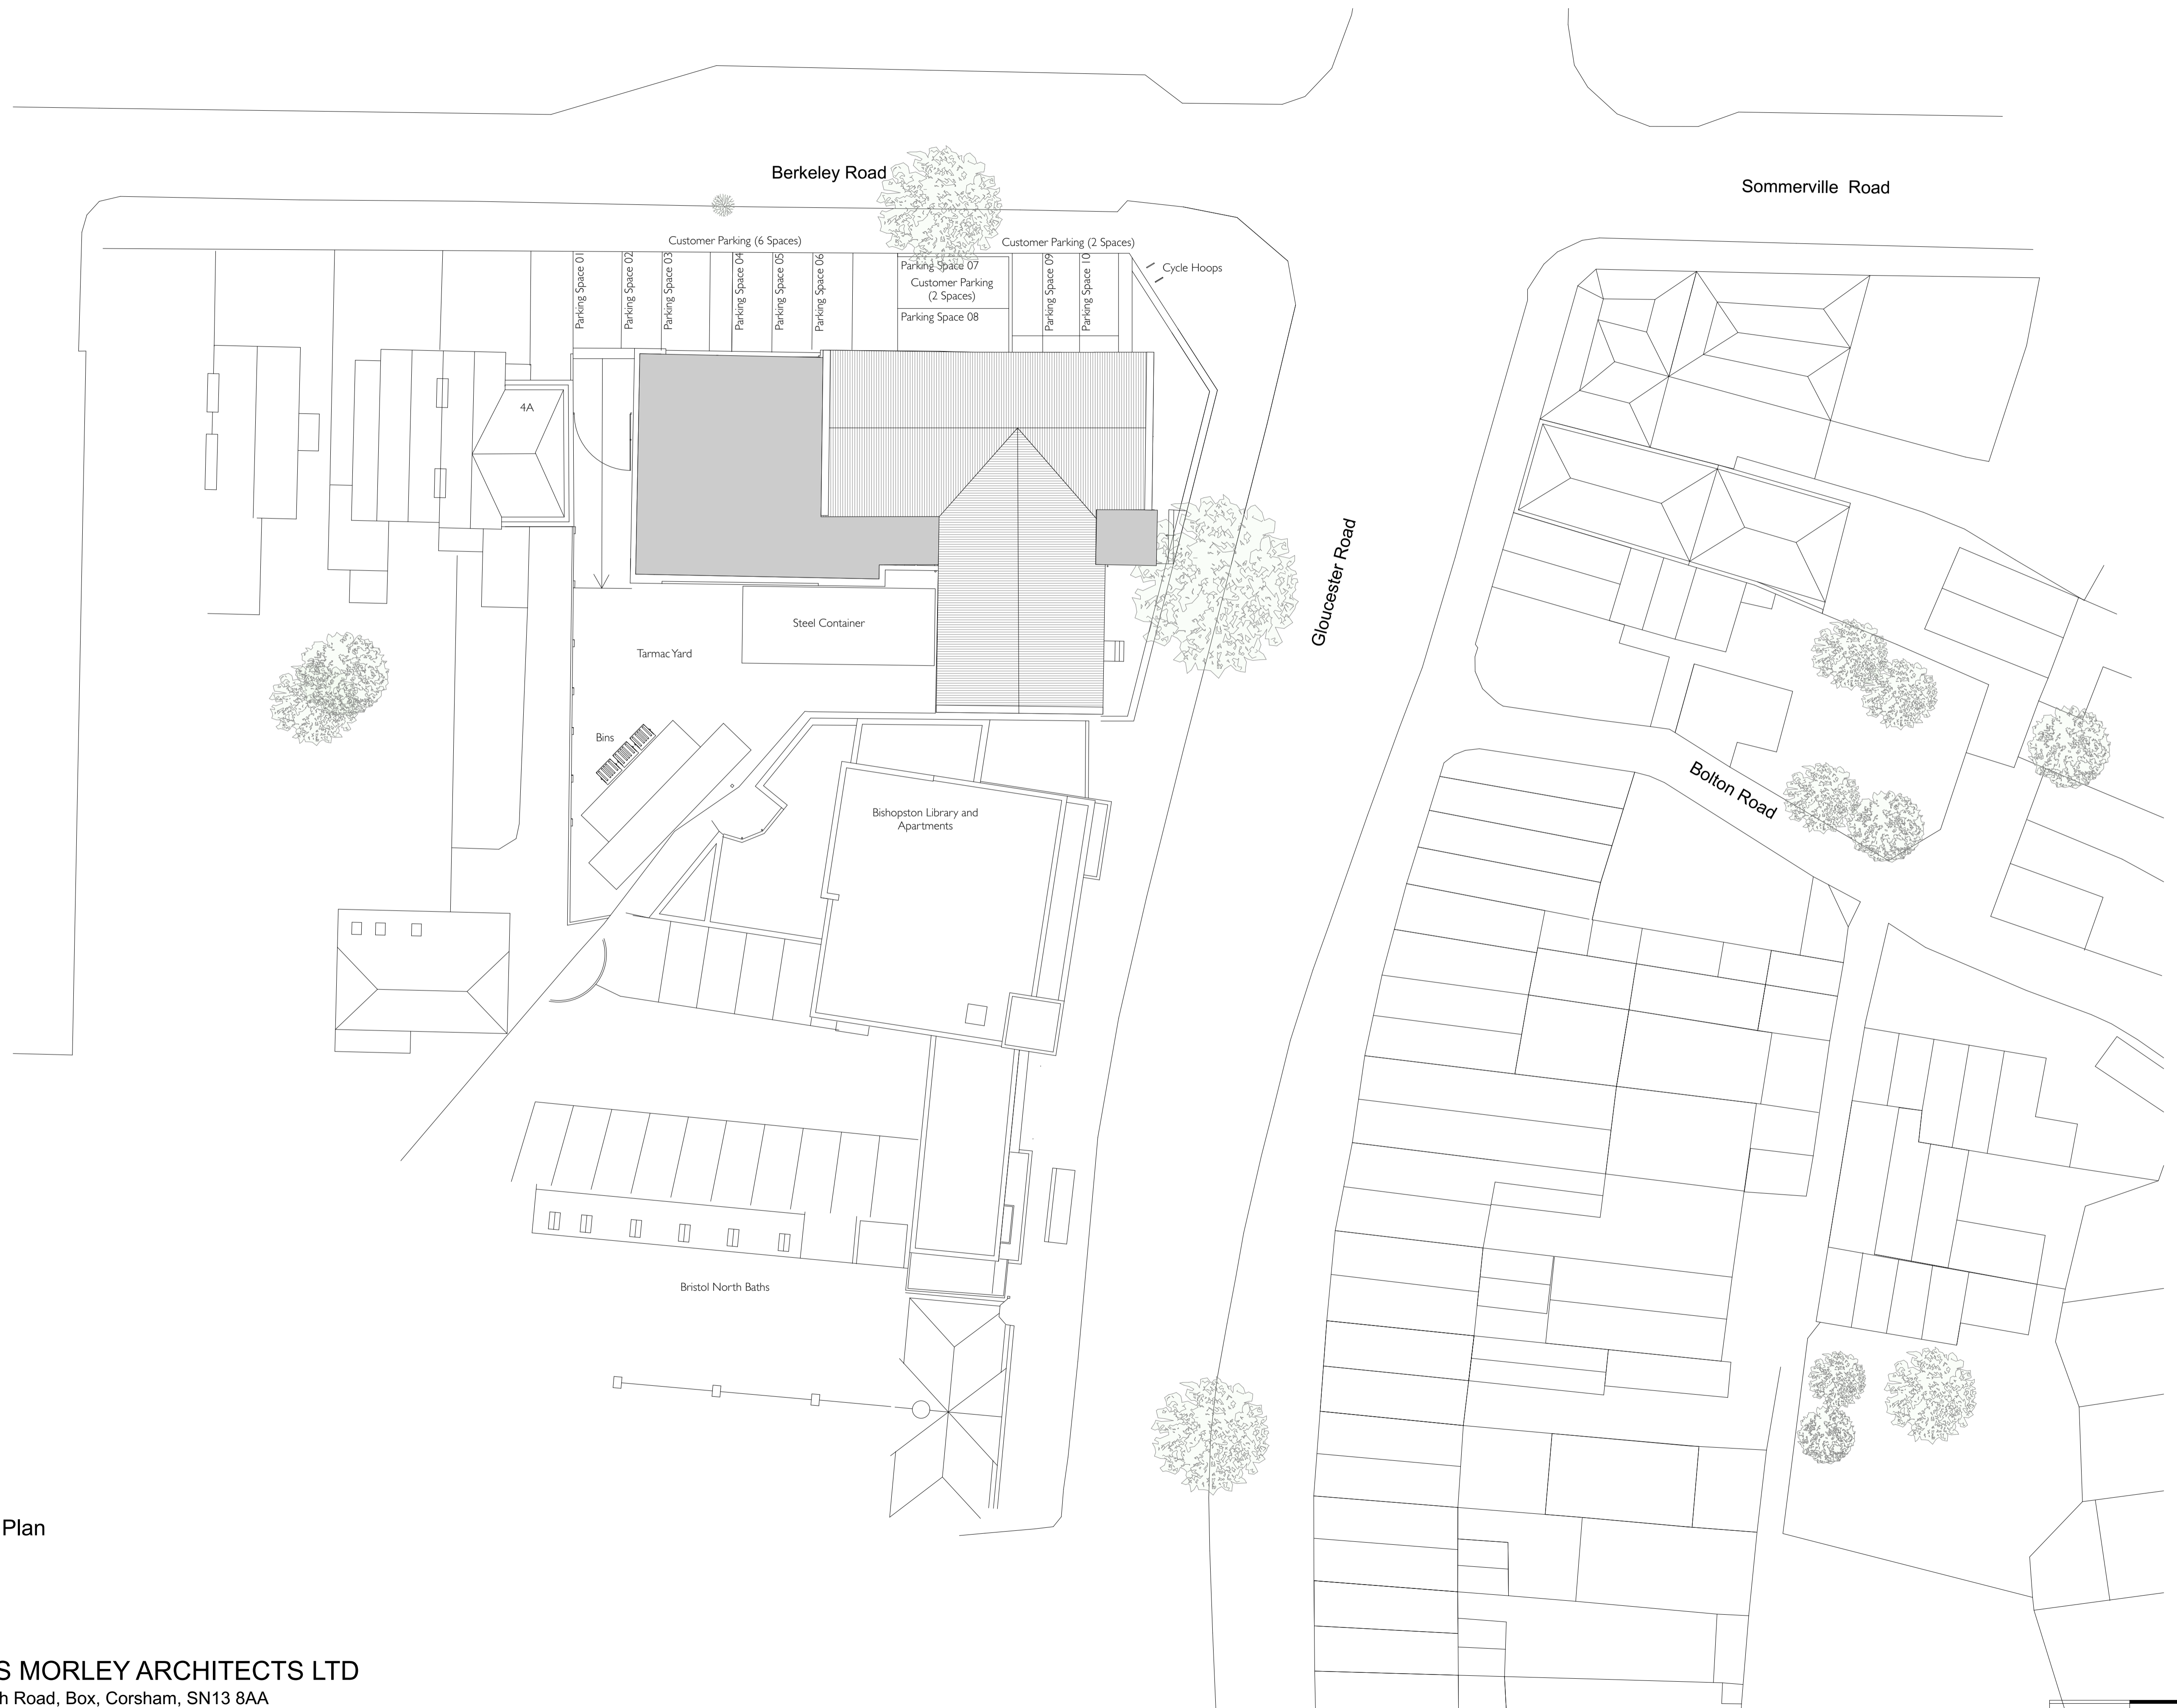 Berkeley Road
Sommerville Road
Customer Parking (6 Spaces)
Customer Parking (2 Spaces)
Cycle Hoops
Parking Space 01
Parking Space 02
Parking Space 03
Parking Space 04
Parking Space 05
Parking Space 06
Parking Space 07
Customer Parking
(2 Spaces)
Parking Space 08
Parking Space 09
Parking Space 10
4A
Gloucester Road
Steel Container
Tarmac Yard
Bins
Bolton Road
Bishopston Library and
Apartments
Bristol North Baths
Plan
S MORLEY ARCHITECTS LTD
h Road, Box, Corsham, SN13 8AA